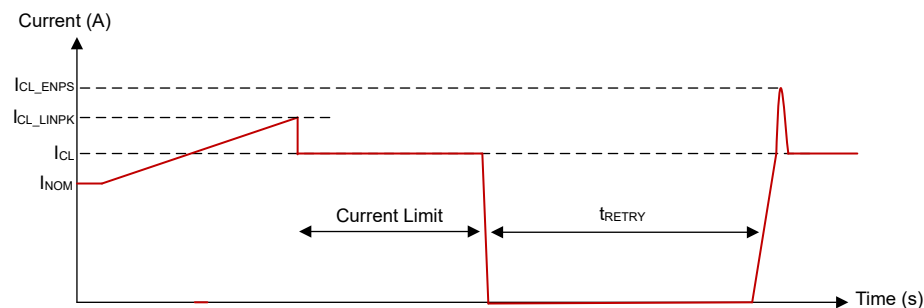 Current (A)
ICL_ENPS
ICL_LINPK
ICL
INOM
Current Limit
tRETRY
Time (s)